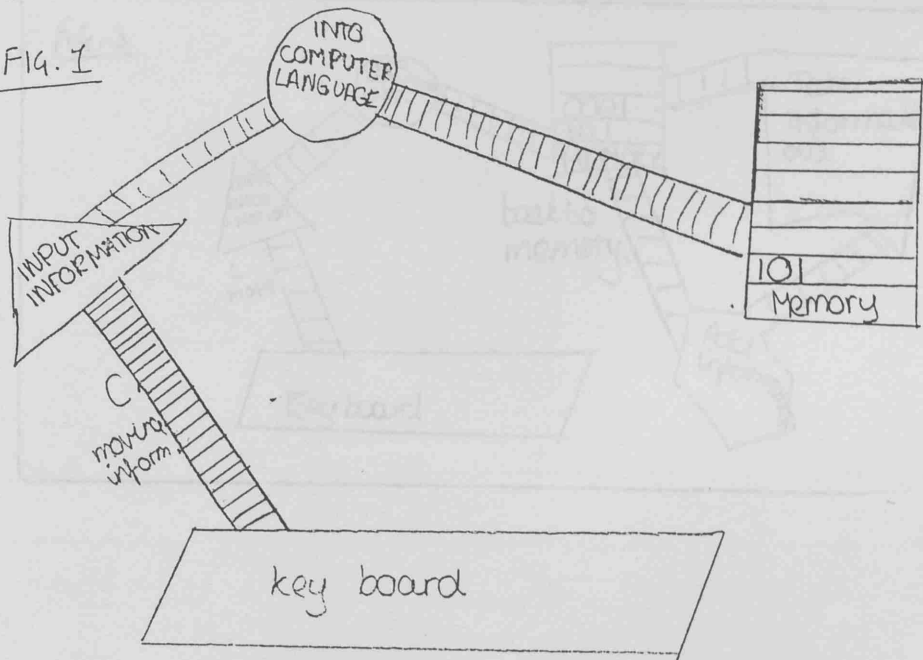 FIG. 1
INTO
COMPUTER
LANGUAGE
INPUT
INFORMATION
101
Memory
C
moving
inform.
key board